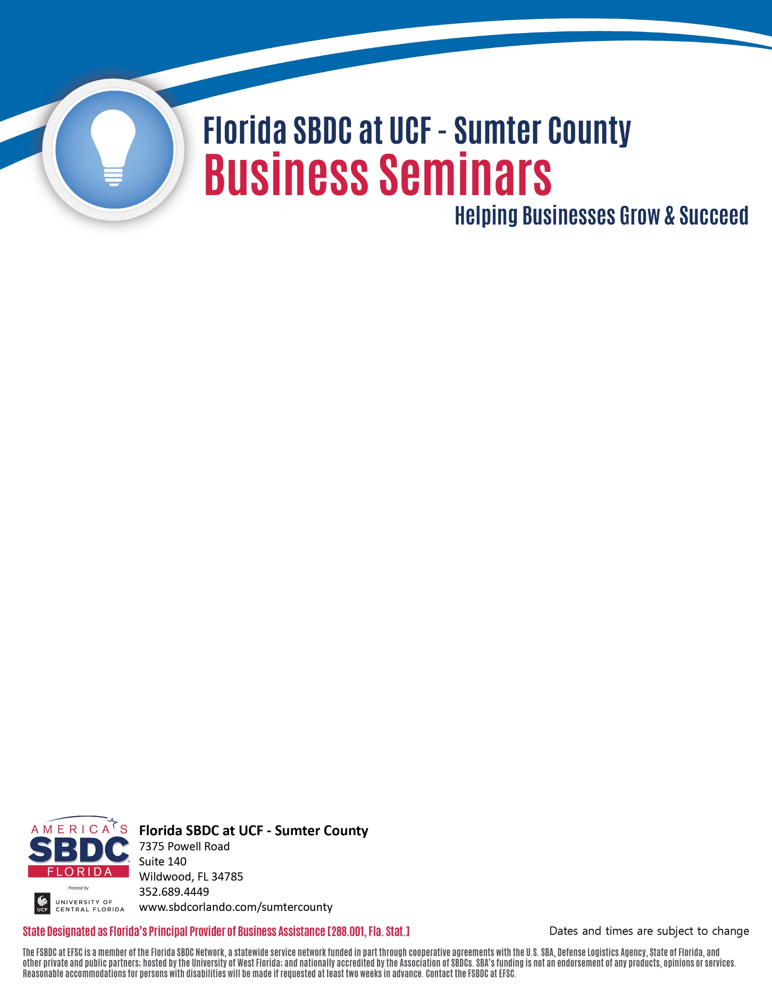 Florida SBDC at UCF - Sumter County
Business Seminars
Helping Businesses Grow & Succeed
AMERICA'S
SBDC
FLORIDA
Hosted by
UCF
UNIVERSITY OF
CENTRAL FLORIDA
Florida SBDC at UCF - Sumter County
7375 Powell Road
Suite 140
Wildwood, FL 34785
352.689.4449
www.sbdcorlando.com/sumtercounty
State Designated as Florida's Principal Provider of Business Assistance [288.001, Fla. Stat.]
Dates and times are subject to change
The FSBDC at EFSC is a member of the Florida SBDC Network, a statewide service network funded in part through cooperative agreements with the U.S. SBA, Defense Logistics Agency, State of Florida, and
other private and public partners; hosted by the University of West Florida; and nationally accredited by the Association of SBDCs. SBA's funding is not an endorsement of any products, opinions or services.
Reasonable accommodations for persons with disabilities will be made if requested at least two weeks in advance. Contact the FSBDC at EFSC.